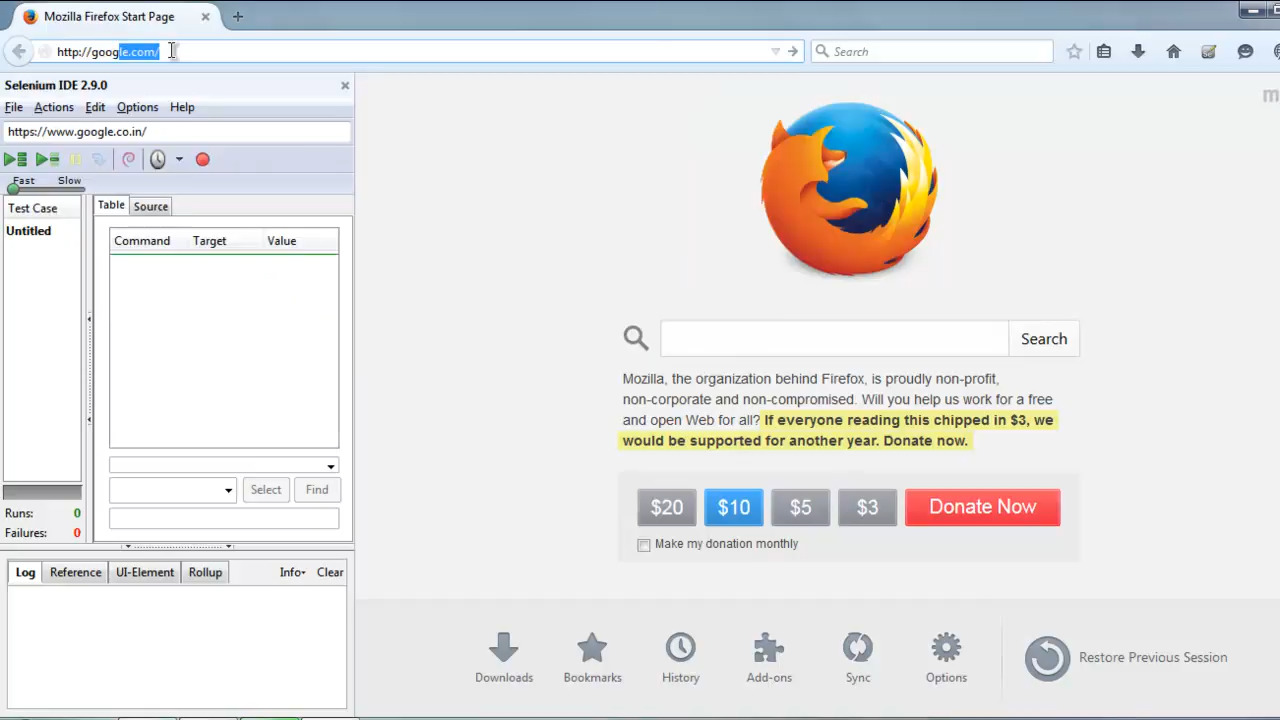 Mozilla Firefox Start Page
http://google.com/
Search
Selenium IDE 2.9.0
File Actions Edit Options Help
https://www.google.co.in/
Fast Slow
Test Case
Untitled
Table Source
Command Target Value
Select Find
Runs: 0
Failures: 0
Log Reference UI-Element Rollup Info Clear
m
Search
Mozilla, the organization behind Firefox, is proudly non-profit,
non-corporate and non-compromised. Will you help us work for a free
and open Web for all? If everyone reading this chipped in $3, we
would be supported for another year. Donate now.
$20 $10 $5 $3 Donate Now
Make my donation monthly
Downloads Bookmarks History Add-ons Sync Options
Restore Previous Session